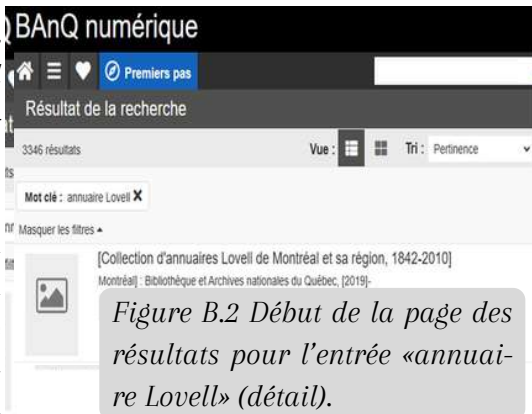 BAnQ numérique
Premiers pas
Résultat de la recherche
3346 résultats Vue : Tri : Pertinence
Mot clé : annuaire Lovell X
Masquer les filtres
[Collection d'annuaires Lovell de Montréal et sa région, 1842-2010]
Montréal] : Bibliothèque et Archives nationales du Québec, [2019]-
Figure B.2 Début de la page des
résultats pour l'entrée «annuai-
re Lovell» (détail).